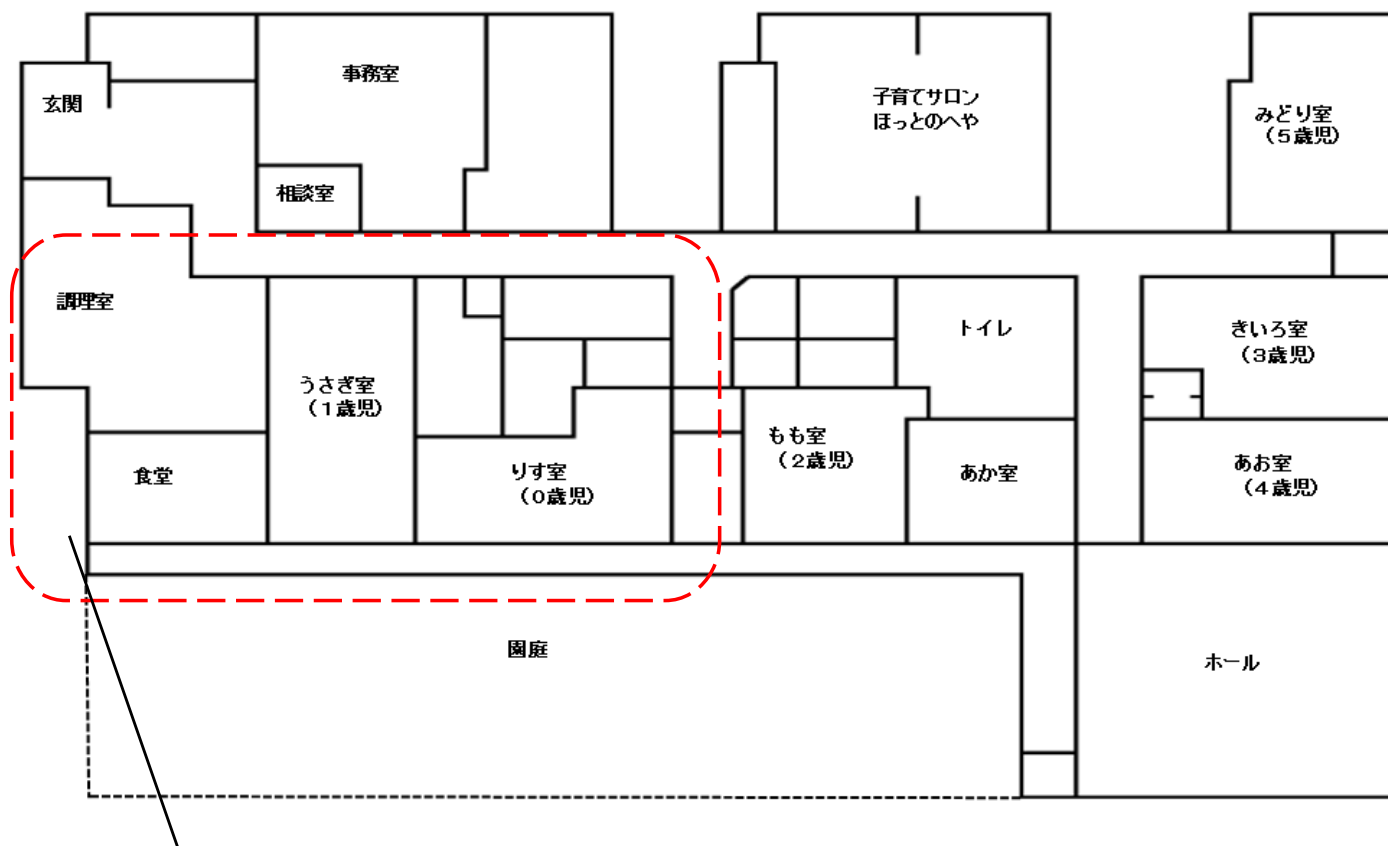 事務室
玄関
子育てサロン
ほっとのへや
みどり室
（５歳児）
相談室
調理室
トイレ
きいろ室
（３歳児）
うさぎ室
（１歳児）
もも室
（２歳児）
食堂
りす室
（０歳児）
あか室
あお室
（４歳児）
園庭
ホール